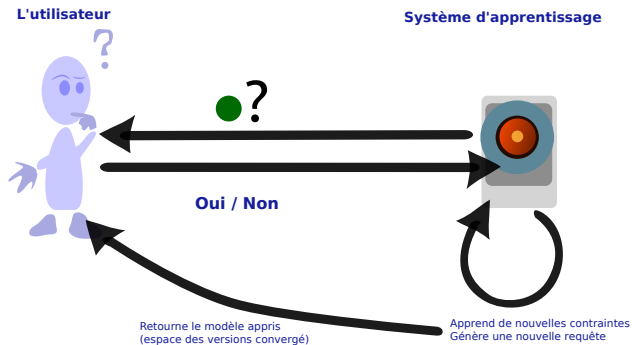 L'utilisateur
Système d'apprentissage
?
?
Oui / Non
Retourne le modèle appris
(espace des versions convergé)
Apprend de nouvelles contraintes
Génère une nouvelle requête